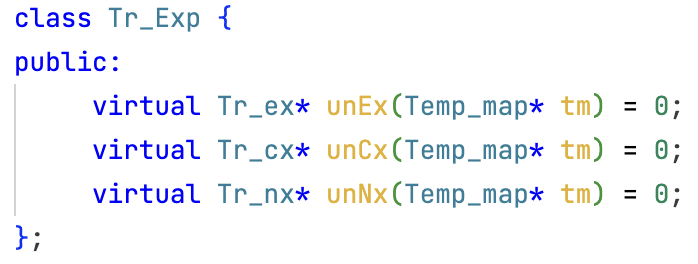 class Tr_Exp {
public:
     virtual Tr_ex* unEx(Temp_map* tm) = 0;
     virtual Tr_cx* unCx(Temp_map* tm) = 0;
     virtual Tr_nx* unNx(Temp_map* tm) = 0;
};